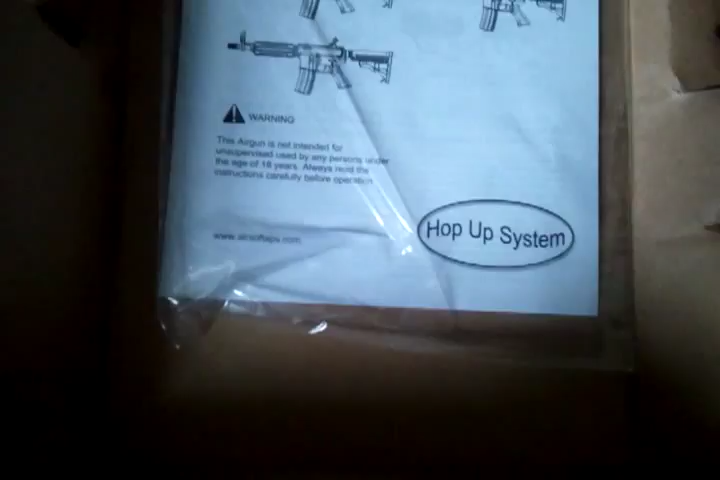 WARNING
This Airgun is not intended for
unsupervised used by any persons under
the age of 18 years. Always read the
instructions carefully before operation
www.airsoftaps.com
Hop Up System